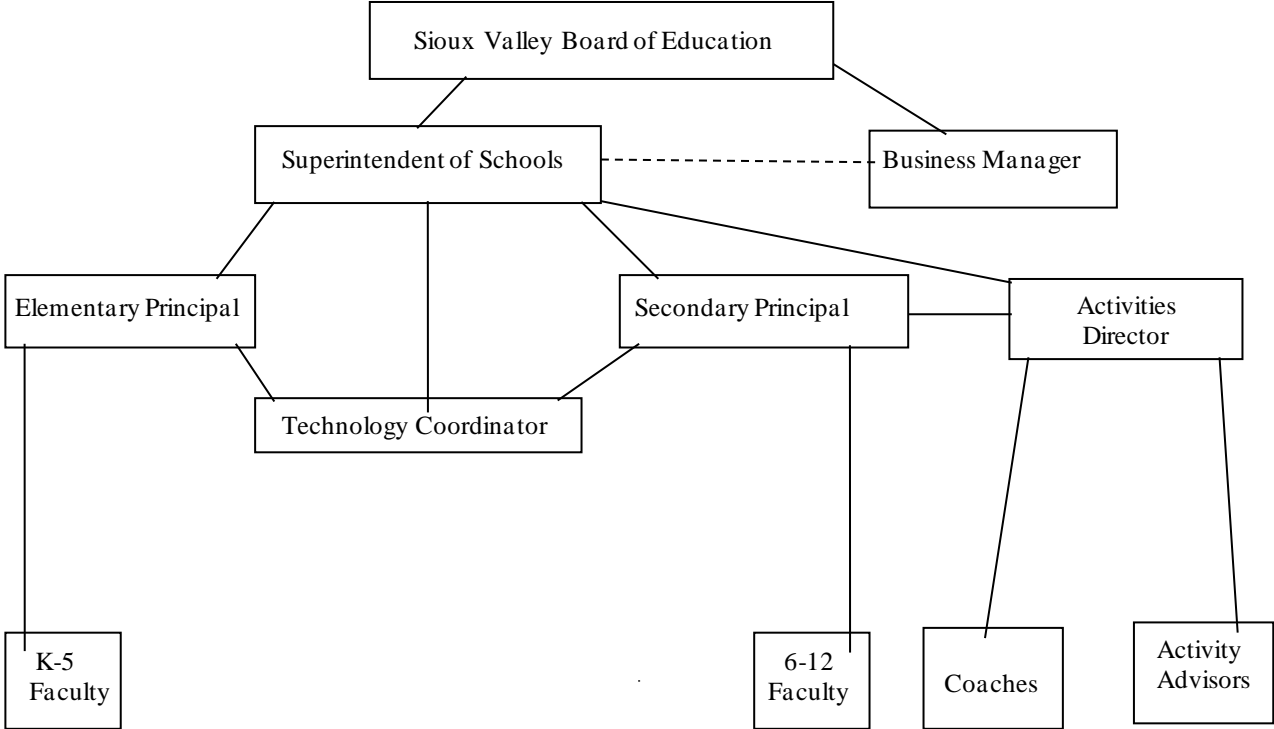 Sioux Valley Board of Education
Superintendent of Schools
Business Manager
Elementary Principal
Secondary Principal
Activities
Director
Technology Coordinator
K-5
Faculty
6-12
Faculty
Coaches
Activity
Advisors